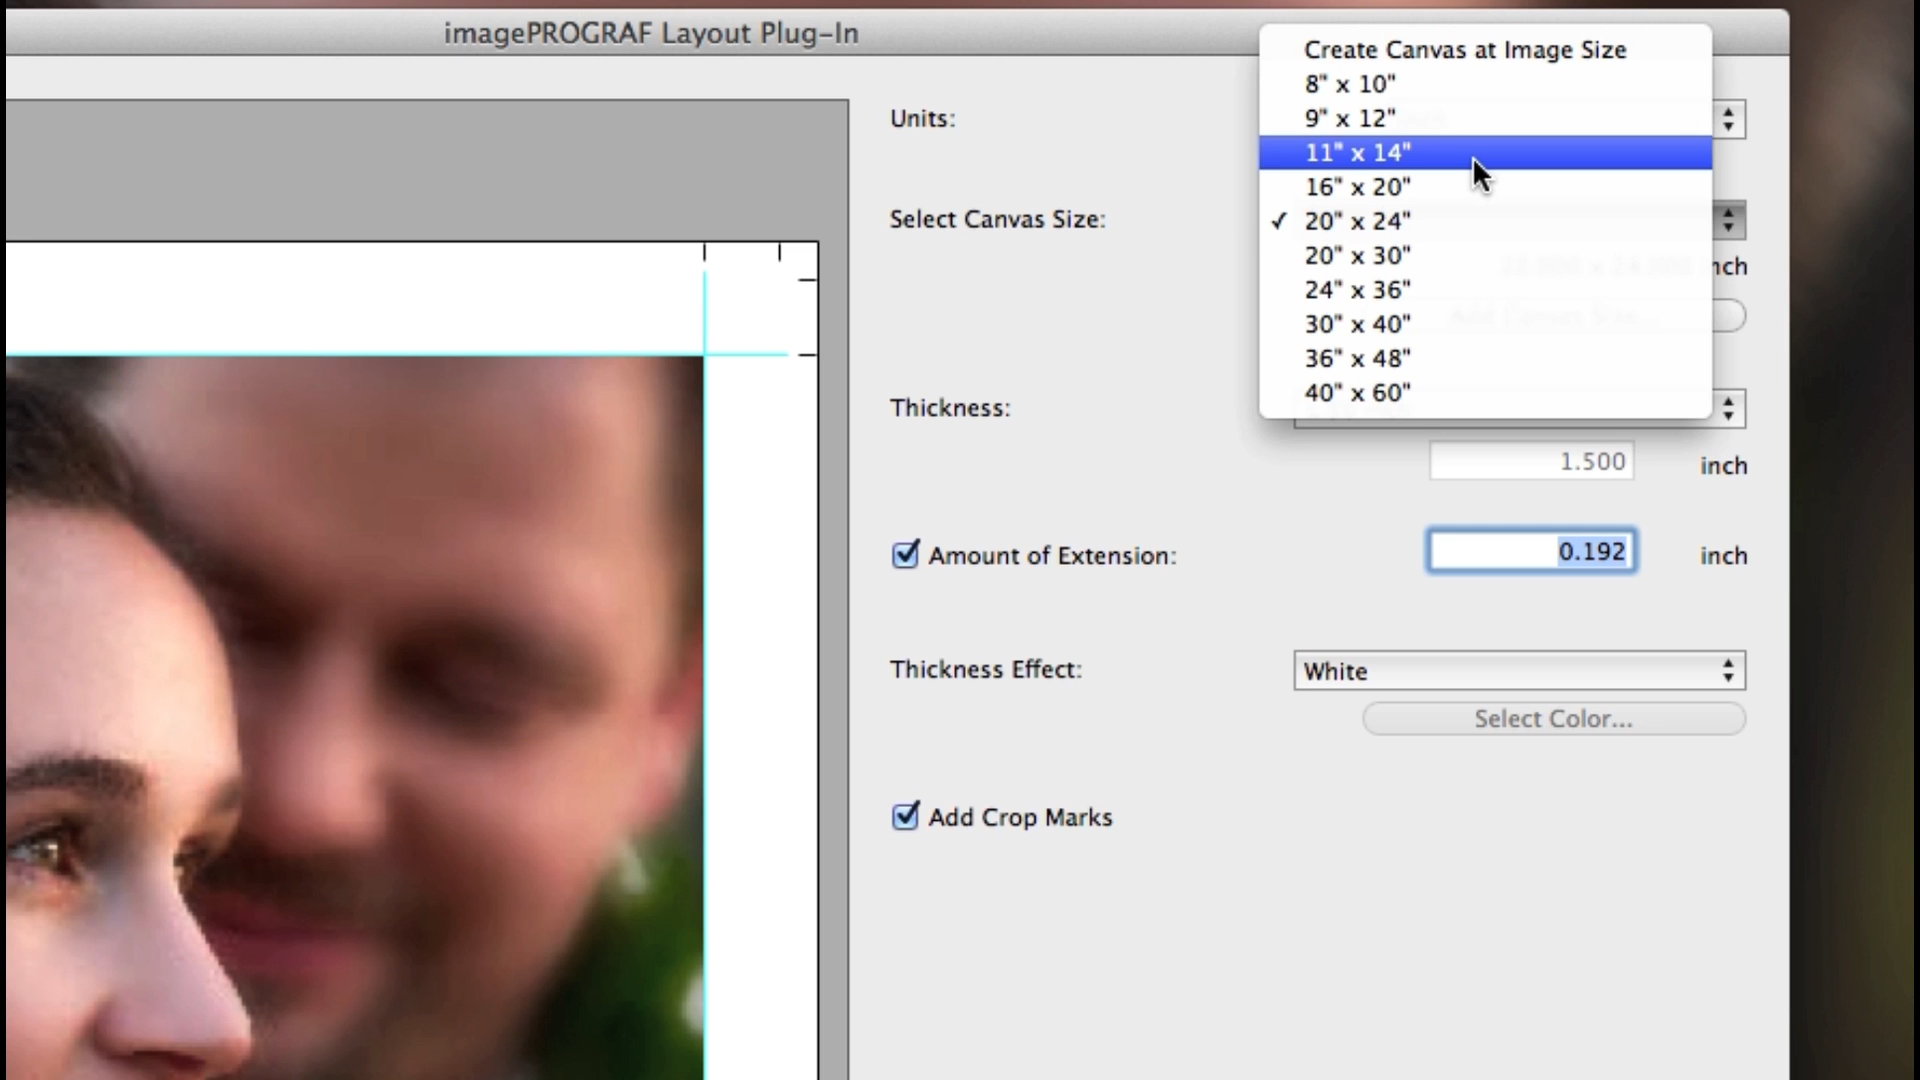 imagePROGRAF Layout Plug-In
Units:
Create Canvas at Image Size
8" x 10"
9" x 12"
11" x 14"
16" x 20"
✓ 20" x 24"
20" x 30"
24" x 36"
30" x 40"
36" x 48"
40" x 60"
Select Canvas Size:
Thickness:
1.500 inch
Amount of Extension: 0.192 inch
Thickness Effect: White
Select Color...
Add Crop Marks